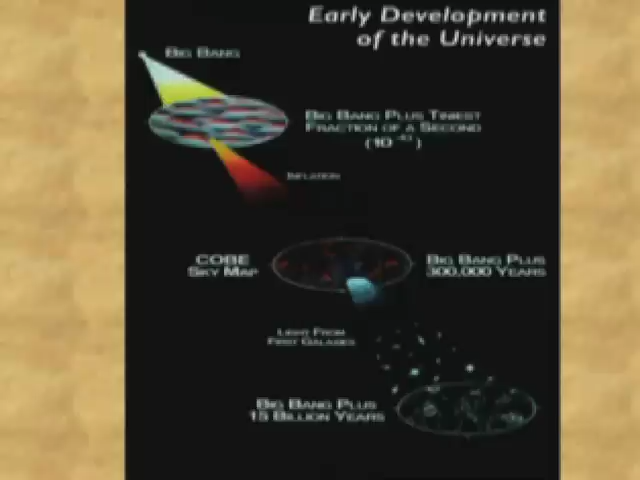 Early Development
of the Universe
BIG BANG
BIG BANG PLUS TINIEST
FRACTION OF A SECOND
(10⁻⁴³)
INFLATION
COBE
SKY MAP
BIG BANG PLUS
300,000 YEARS
LIGHT FROM
FIRST GALAXIES
BIG BANG PLUS
15 BILLION YEARS